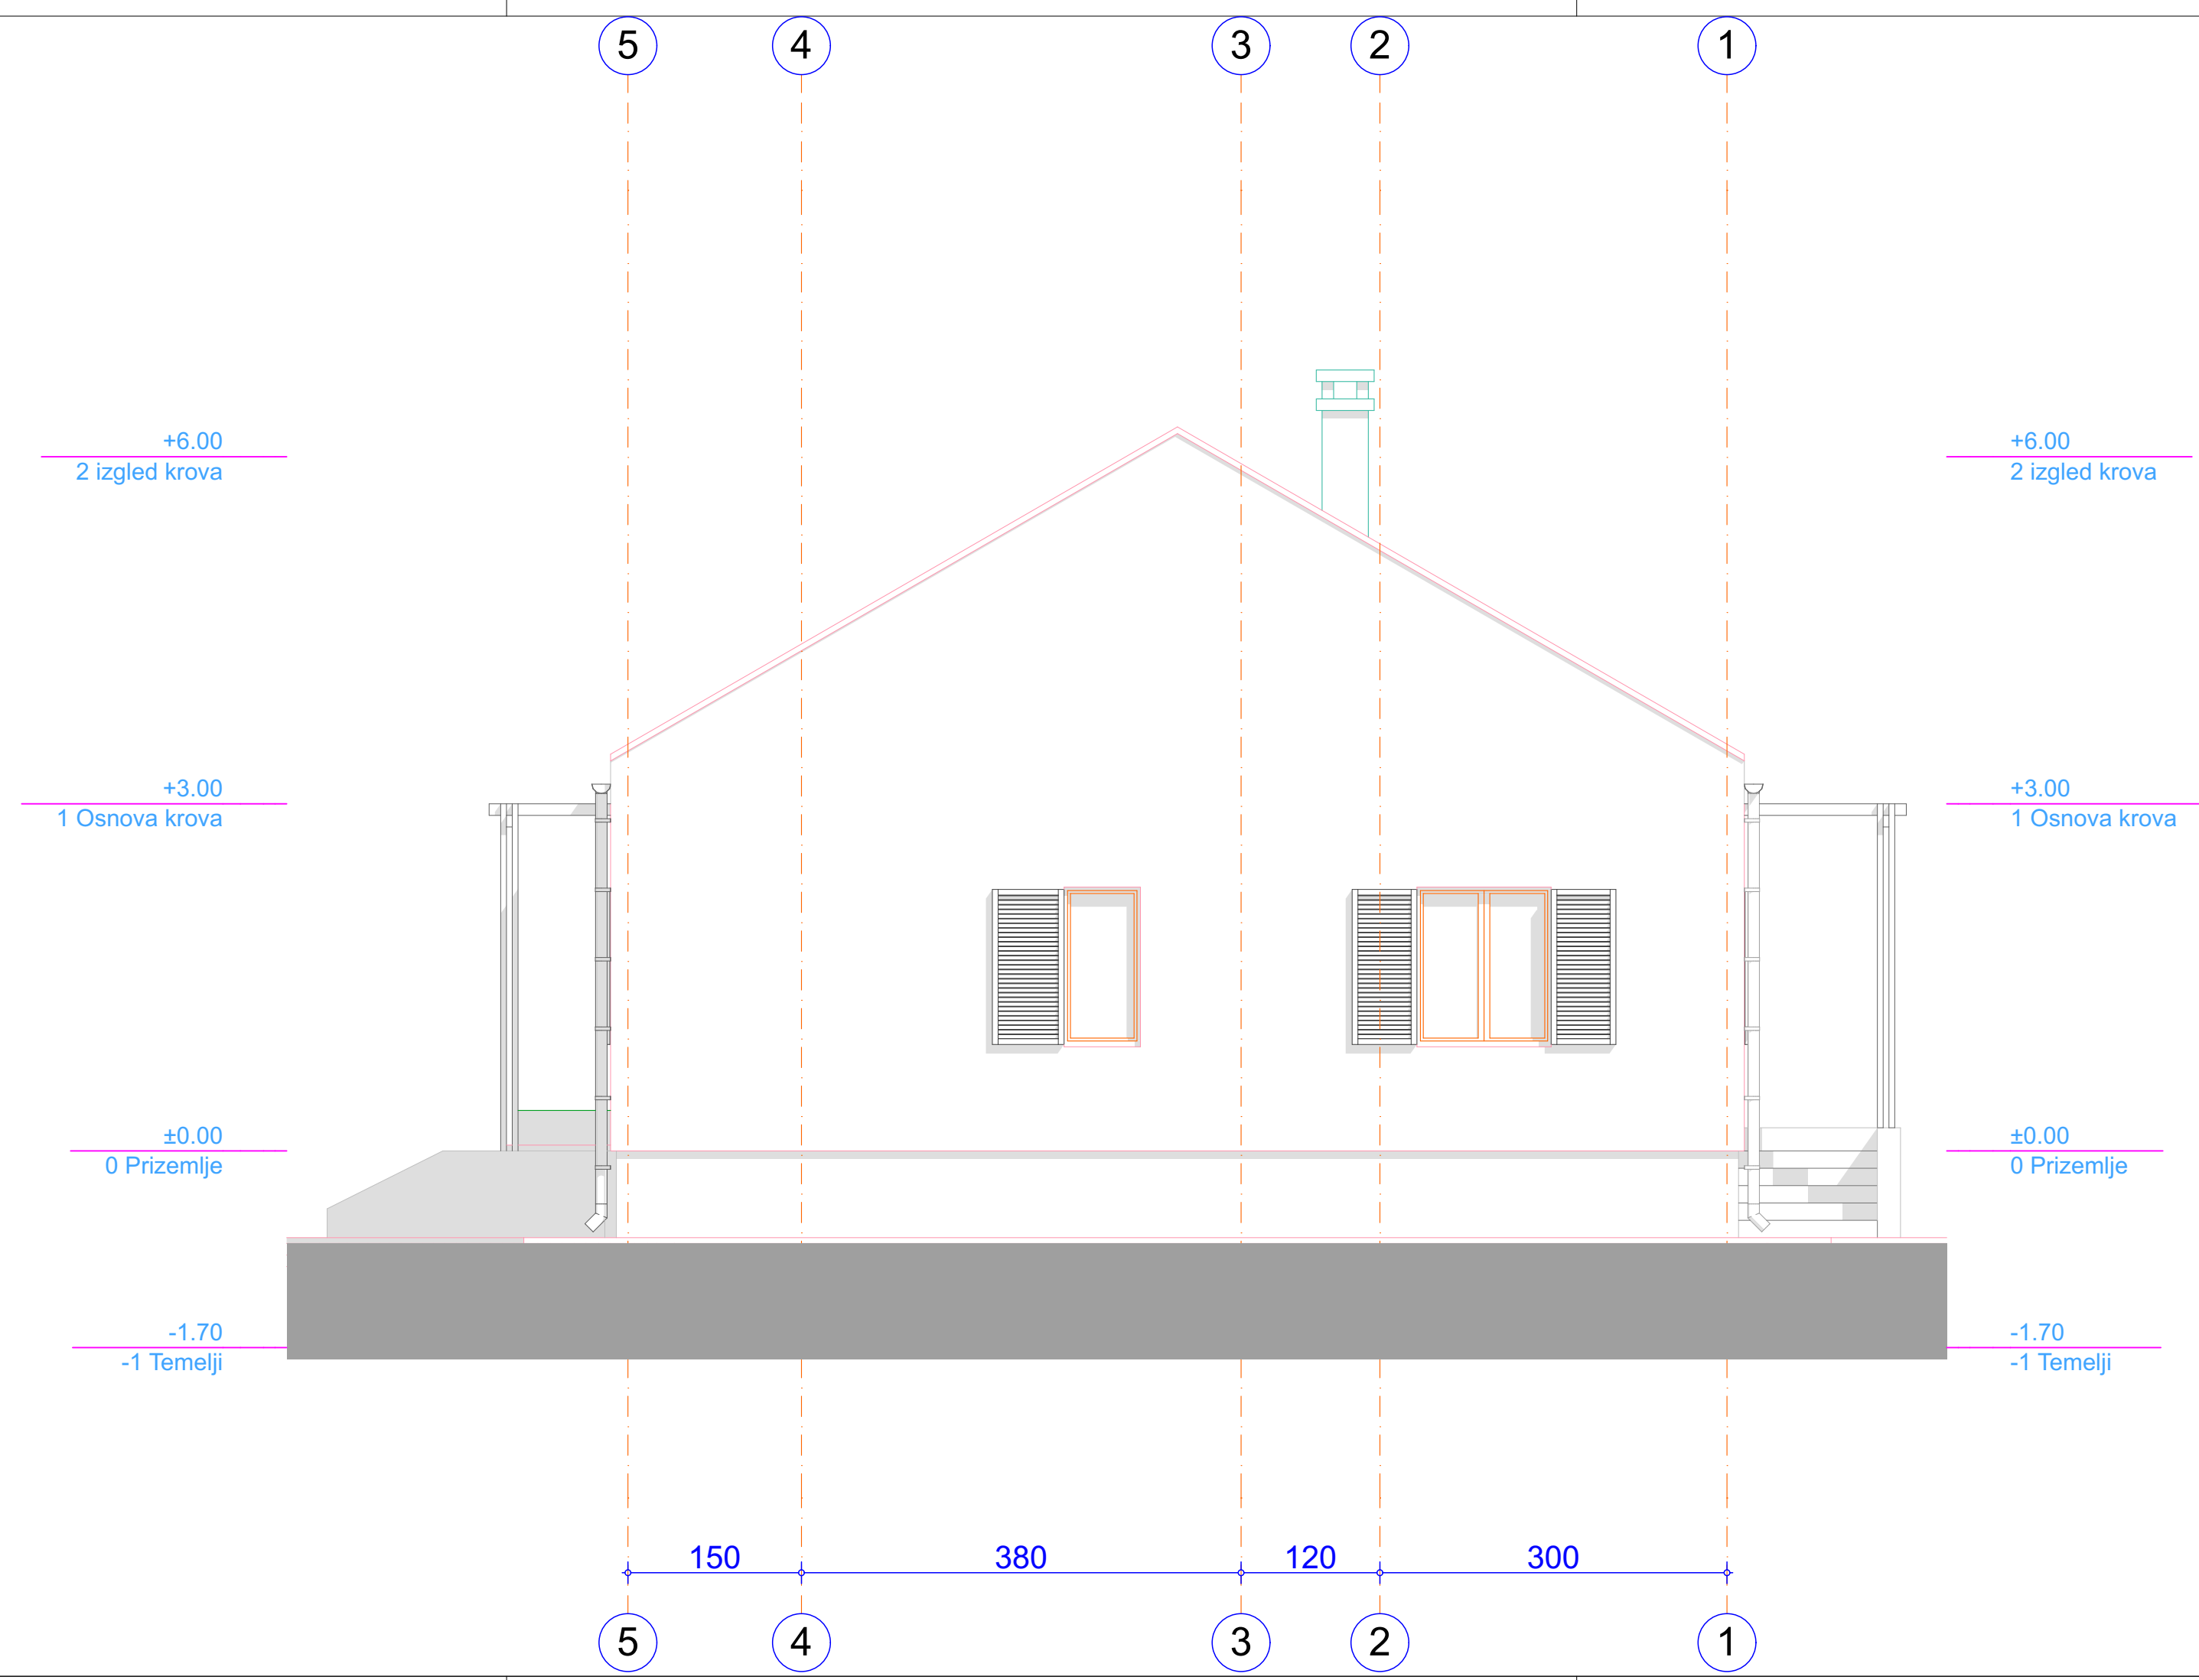 5 4 3 2 1
+6.00 +6.00
2 izgled krova 2 izgled krova
+3.00 +3.00
1 Osnova krova 1 Osnova krova
±0.00 ±0.00
0 Prizemlje 0 Prizemlje
-1.70 -1.70
-1 Temelji -1 Temelji
150 380 120 300
5 4 3 2 1